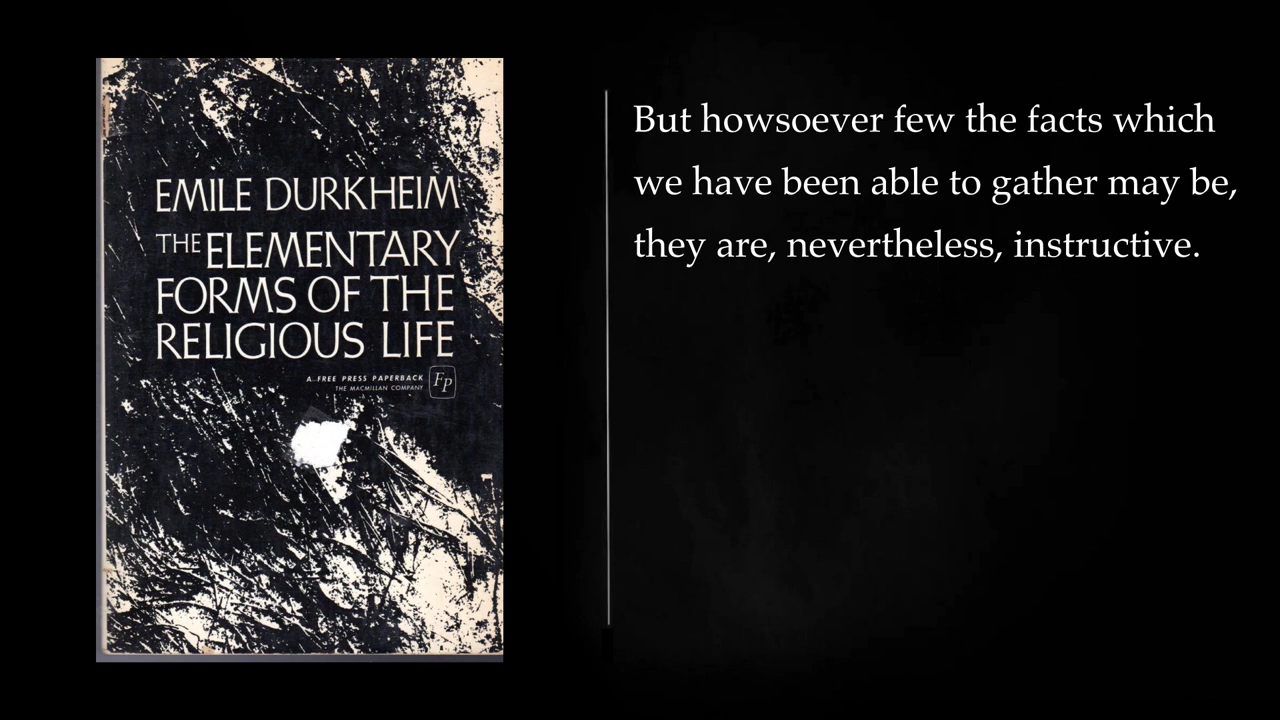 EMILE DURKHEIM
THE ELEMENTARY
FORMS OF THE
RELIGIOUS LIFE
A FREE PRESS PAPERBACK
THE MACMILLAN COMPANY
FP
But howsoever few the facts which
we have been able to gather may be,
they are, nevertheless, instructive.